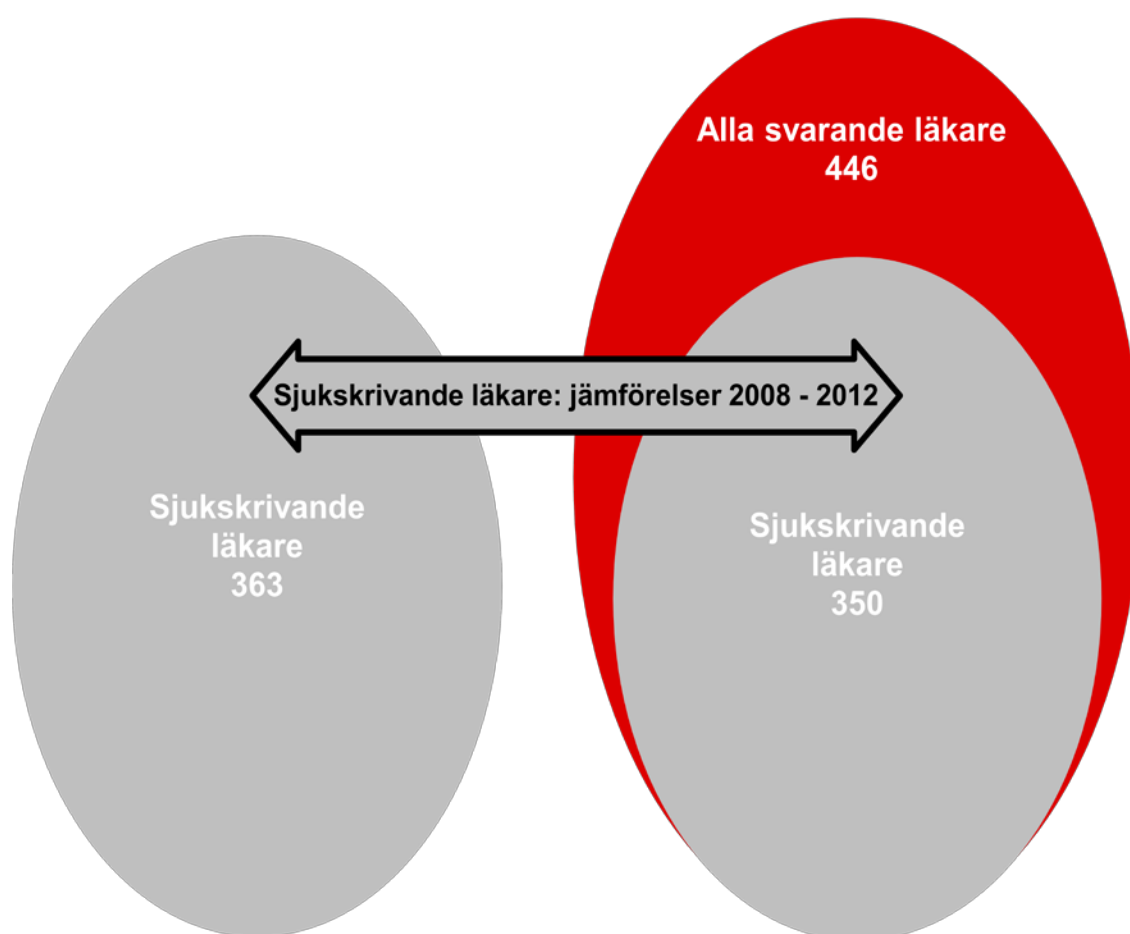 Alla svarande läkare
446
Sjukskrivande läkare: jämförelser 2008 - 2012
Sjukskrivande
läkare
363
Sjukskrivande
läkare
350